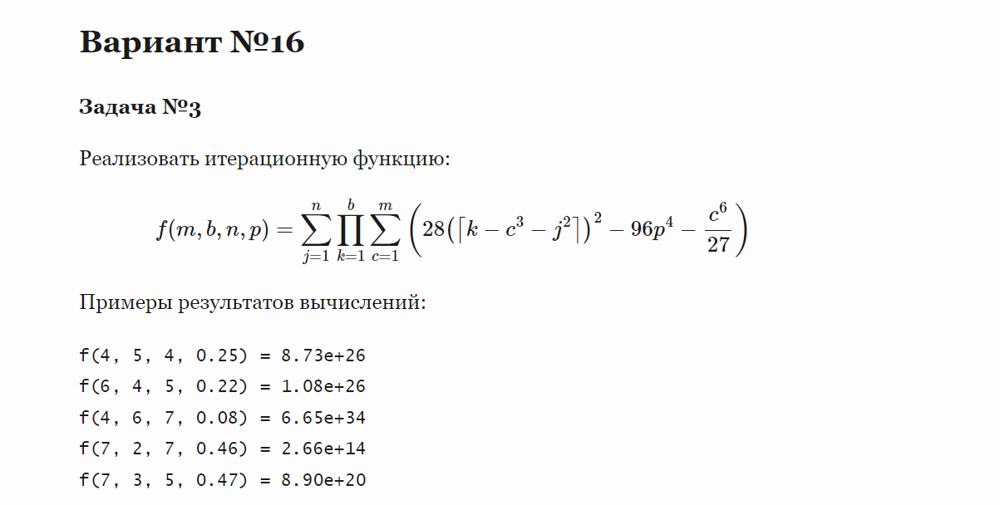 Вариант №16
Задача №3
Реализовать итерационную функцию:
f(m, b, n, p) = \sum_{j=1}^{n} \prod_{k=1}^{b} \sum_{c=1}^{m} \left( 28 \left( \lceil k - c^3 - j^2 \rceil \right)^2 - 96p^4 - \frac{c^6}{27} \right)
Примеры результатов вычислений:
f(4, 5, 4, 0.25) = 8.73e+26
f(6, 4, 5, 0.22) = 1.08e+26
f(4, 6, 7, 0.08) = 6.65e+34
f(7, 2, 7, 0.46) = 2.66e+14
f(7, 3, 5, 0.47) = 8.90e+20